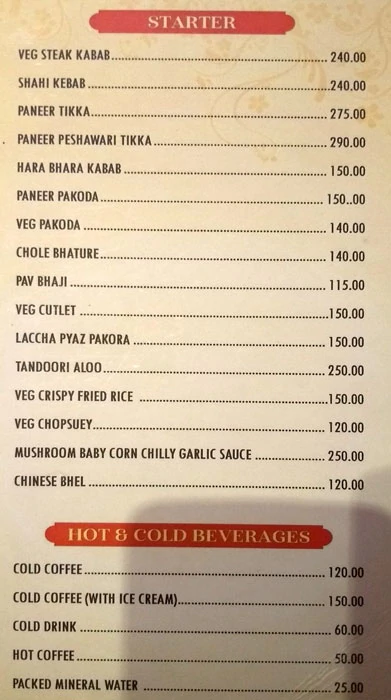 STARTER
VEG STEAK KABAB 240.00
SHAHI KEBAB 240.00
PANEER TIKKA 275.00
PANEER PESHAWARI TIKKA 290.00
HARA BHARA KABAB 150.00
PANEER PAKODA 150..00
VEG PAKODA 140.00
CHOLE BHATURE 140.00
PAV BHAJI 115.00
VEG CUTLET 150.00
LACCHA PYAZ PAKORA 150.00
TANDOORI ALOO 250.00
VEG CRISPY FRIED RICE 150.00
VEG CHOPSUEY 120.00
MUSHROOM BABY CORN CHILLY GARLIC SAUCE 250.00
CHINESE BHEL 120.00
HOT & COLD BEVERAGES
COLD COFFEE 120.00
COLD COFFEE (WITH ICE CREAM) 150.00
COLD DRINK 60.00
HOT COFFEE 50.00
PACKED MINERAL WATER 25.00